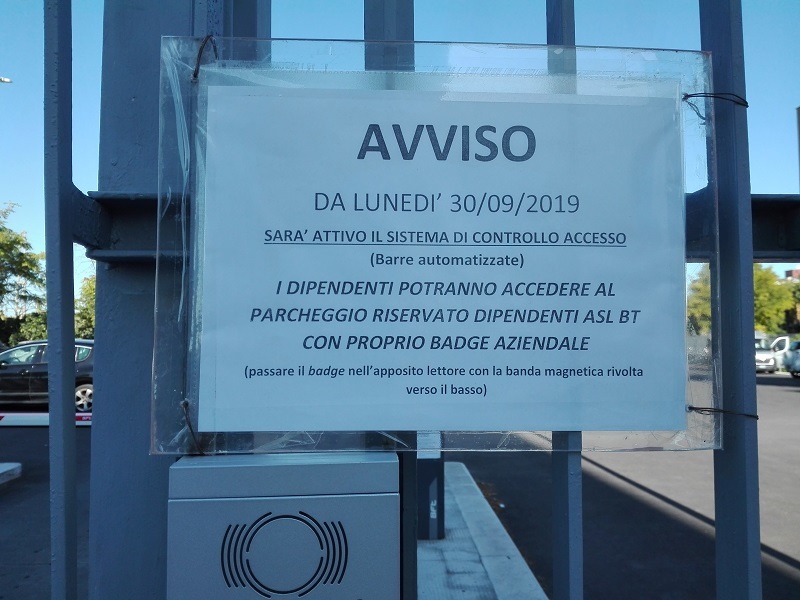 AVVISO
DA LUNEDI' 30/09/2019
SARA' ATTIVO IL SISTEMA DI CONTROLLO ACCESSO
(Barre automatizzate)
I DIPENDENTI POTRANNO ACCEDERE AL
PARCHEGGIO RISERVATO DIPENDENTI ASL BT
CON PROPRIO BADGE AZIENDALE
(passare il badge nell'apposito lettore con la banda magnetica rivolta
verso il basso)